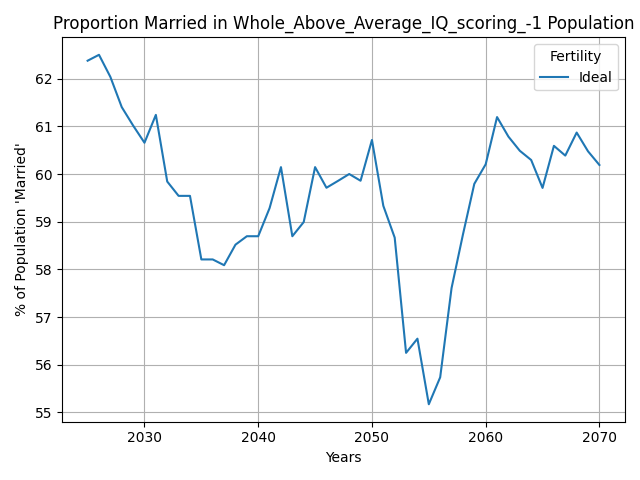 Proportion Married in Whole_Above_Average_IQ_scoring_-1 Population
Fertility
Ideal
% of Population 'Married'
62
61
60
59
58
57
56
55
2030
2040
2050
2060
2070
Years